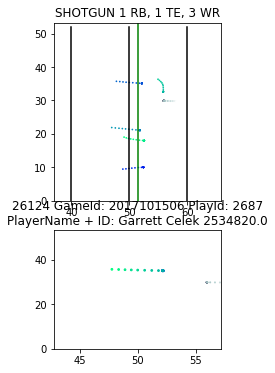 SHOTGUN 1 RB, 1 TE, 3 WR
50
40
30
20
10
0
40 50 60
26121 GameId: 2017101506 PlayId: 2687
PlayerName + ID: Garrett Celek 2534820.0
40
20
0
45 50 55